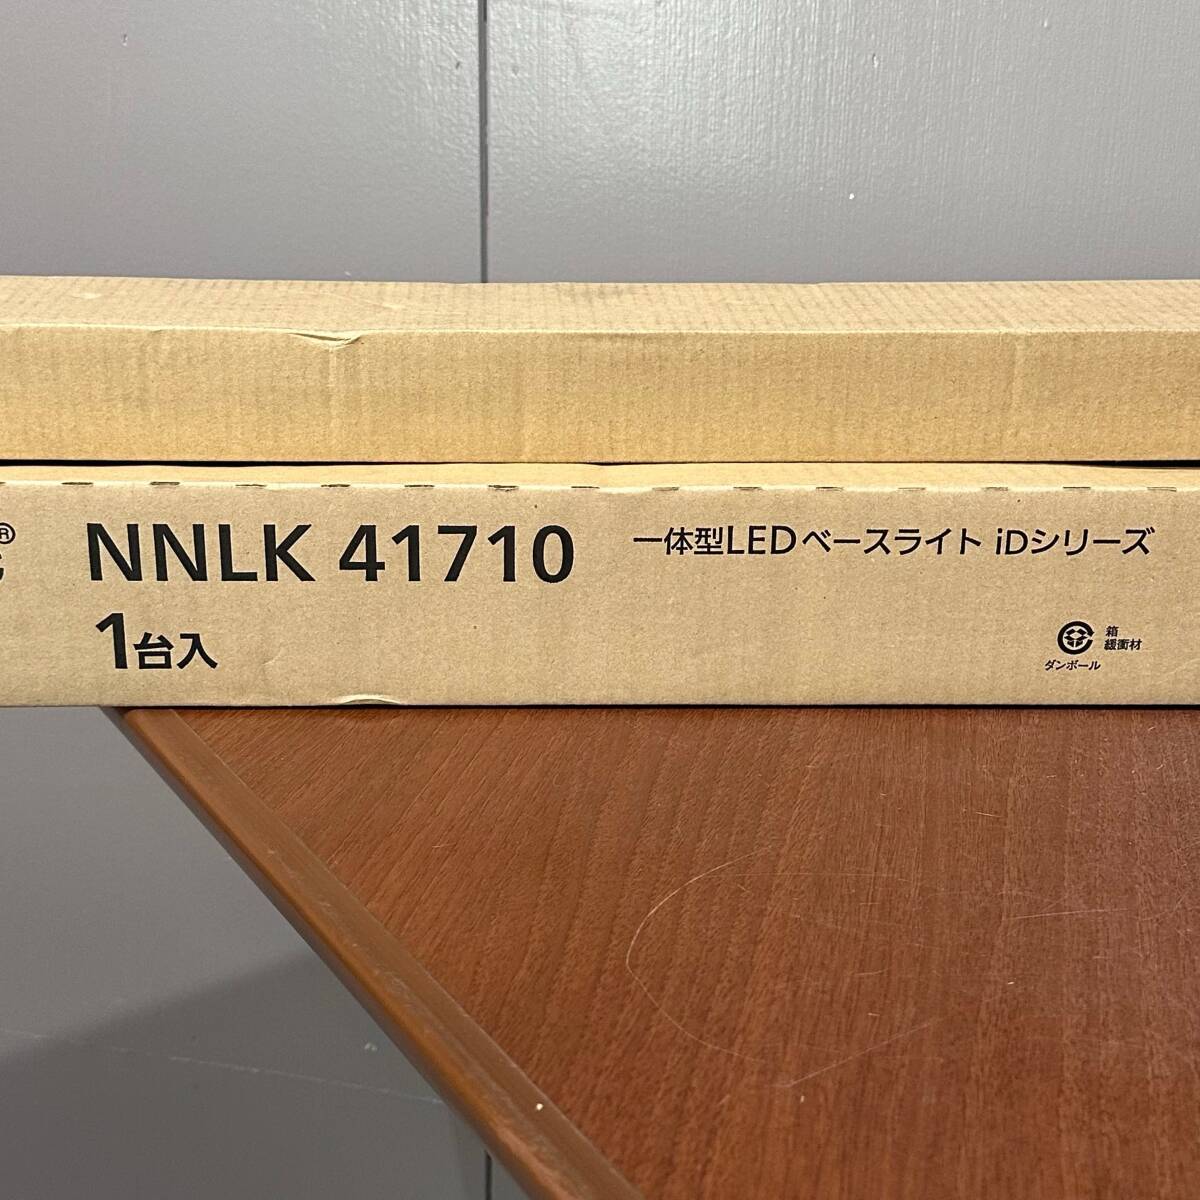 NNLK 41710
一体型LEDベースライト iDシリーズ
1台入
箱
緩衝材
ダンボール